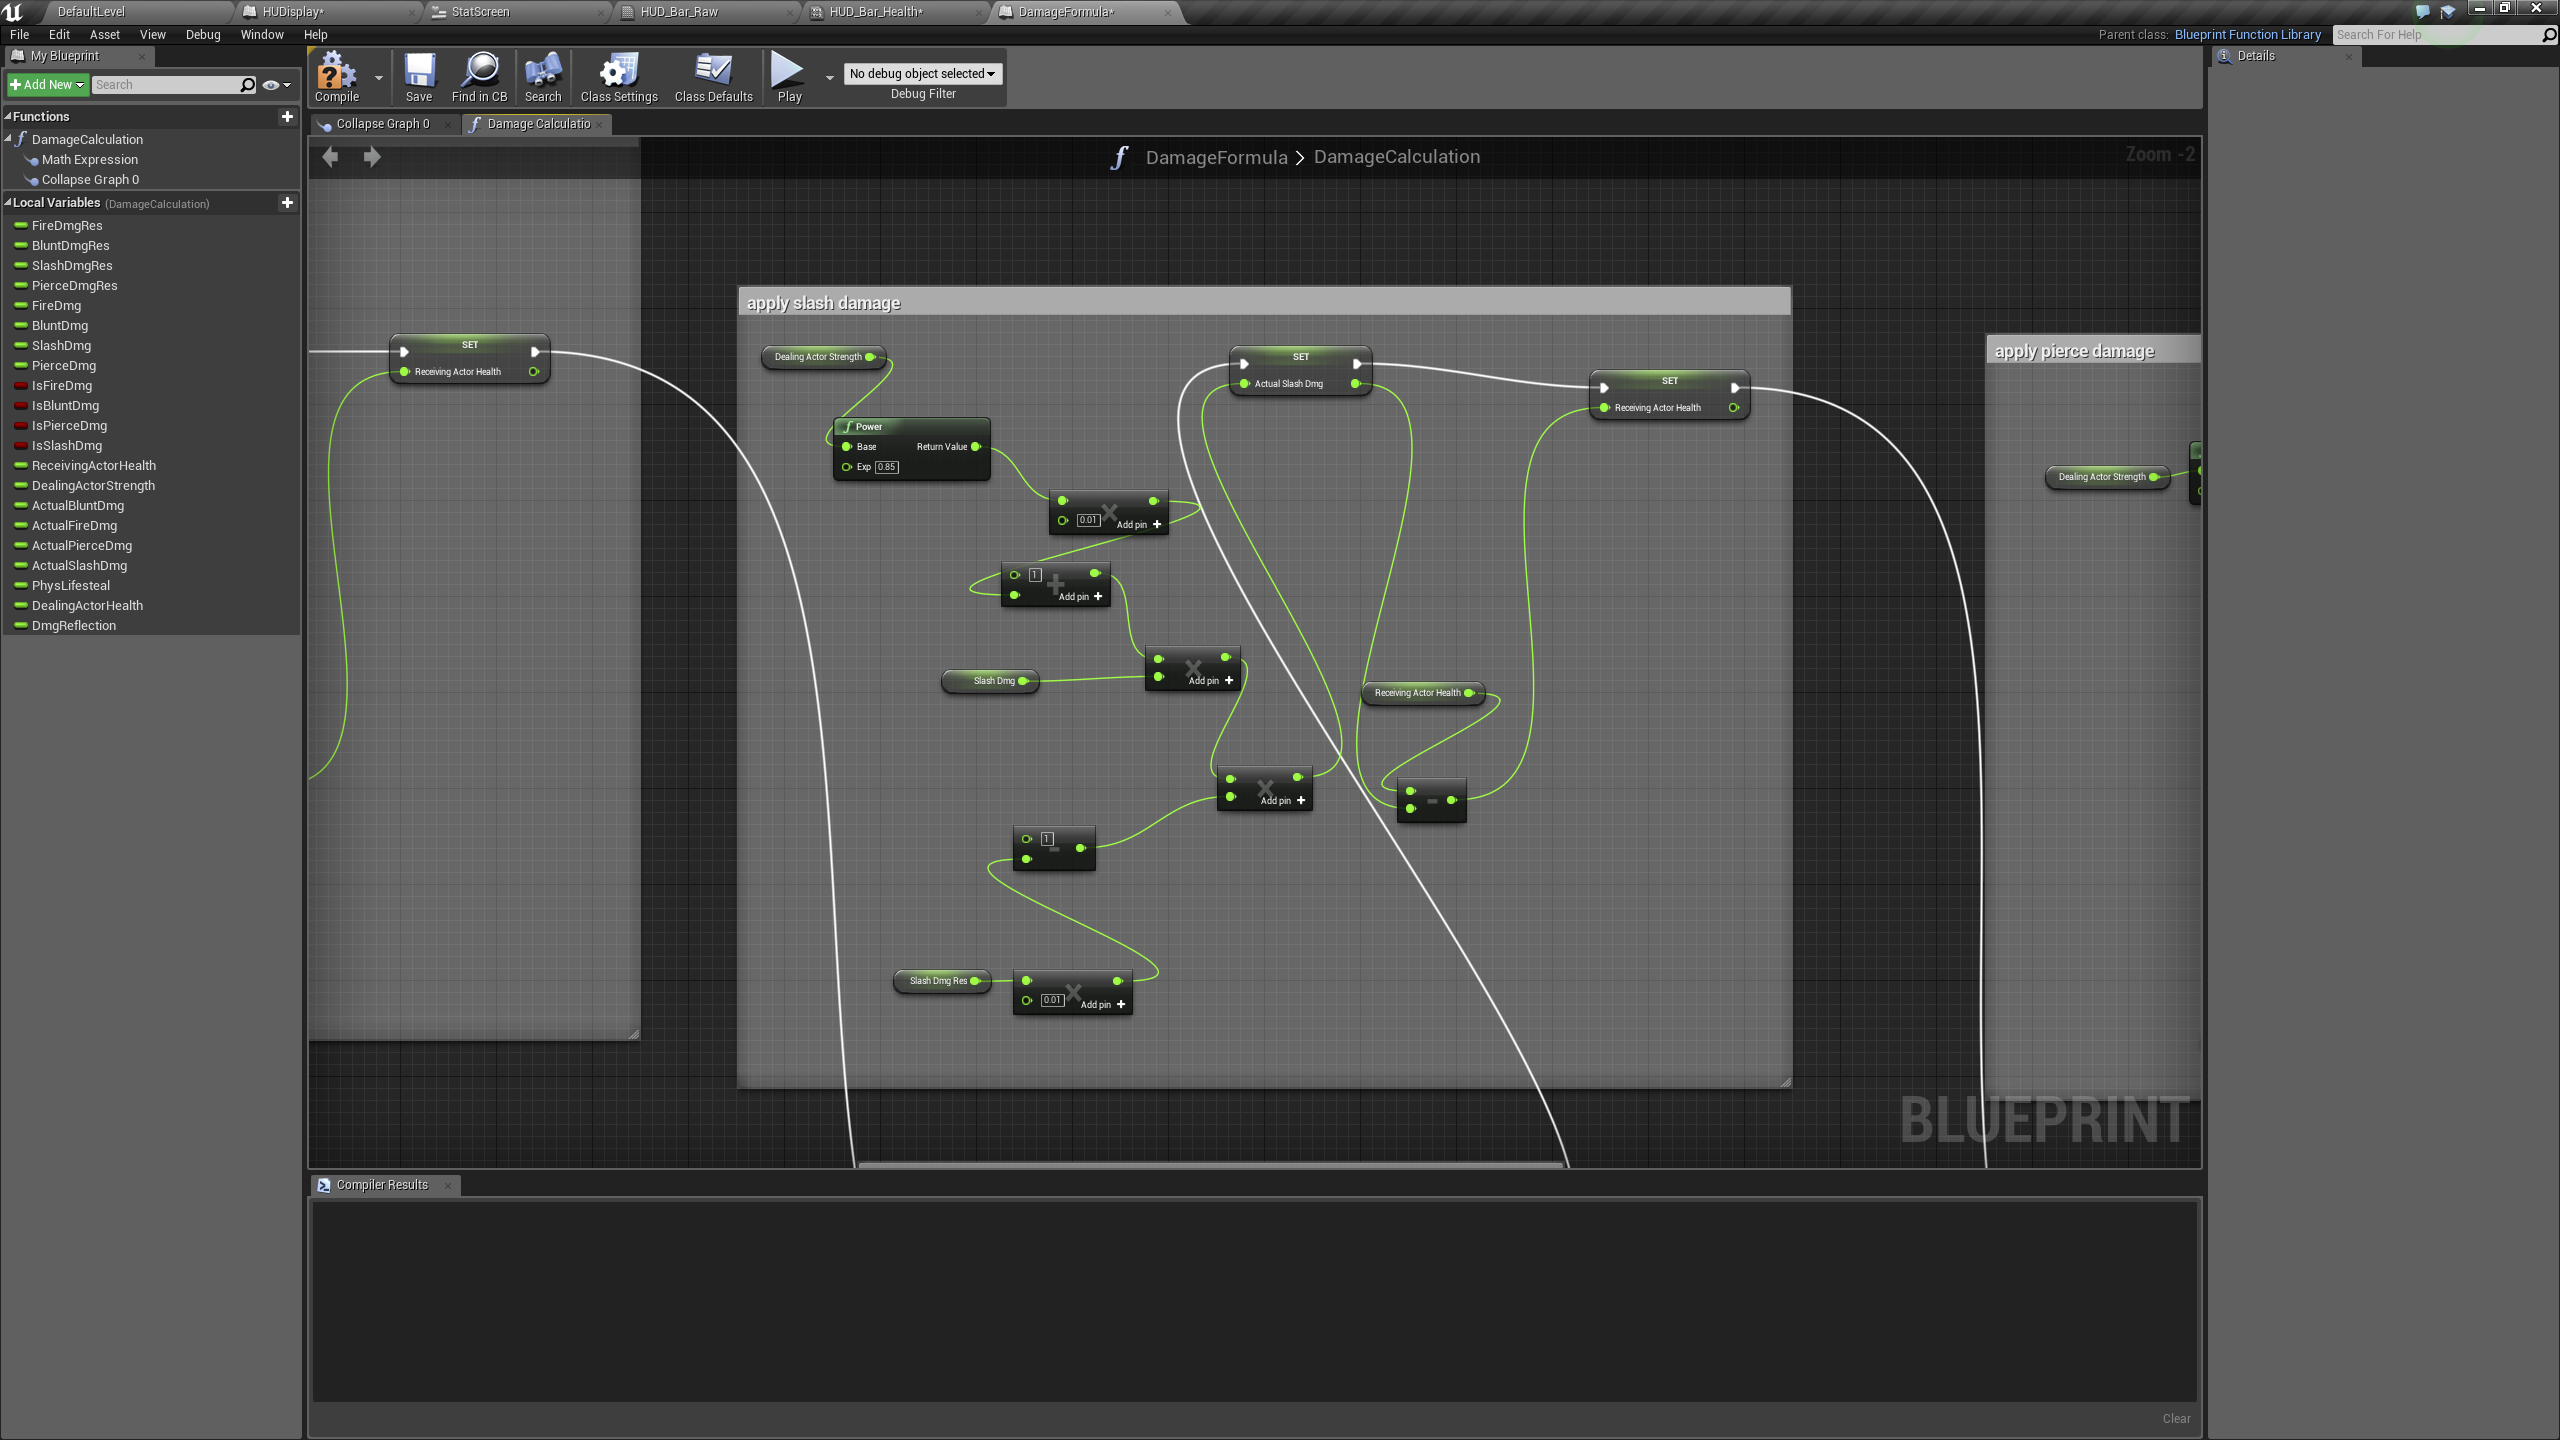 DefaultLevel
HUDisplay*
StatScreen
HUD_Bar_Raw
HUD_Bar_Health*
DamageFormula*
File Edit Asset View Debug Window Help
Parent class: Blueprint Function Library
Search For Help
My Blueprint
Add New
Search
Functions
DamageCalculation
Math Expression
Collapse Graph 0
Local Variables (DamageCalculation)
FireDmgRes
BluntDmgRes
SlashDmgRes
PierceDmgRes
FireDmg
BluntDmg
SlashDmg
PierceDmg
IsFireDmg
IsBluntDmg
IsPierceDmg
IsSlashDmg
ReceivingActorHealth
DealingActorStrength
ActualBluntDmg
ActualFireDmg
ActualPierceDmg
ActualSlashDmg
PhysLifesteal
DealingActorHealth
DmgReflection
Compile
Save
Find in CB
Search
Class Settings
Class Defaults
Play
No debug object selected
Debug Filter
Collapse Graph 0
Damage Calculatio
DamageFormula > DamageCalculation
Zoom -2
SET
Receiving Actor Health
apply slash damage
Dealing Actor Strength
Power
Base
Return Value
Exp 0.85
0.01
Add pin +
1
Add pin +
Slash Dmg
Add pin +
Add pin +
1
Slash Dmg Res
0.01
Add pin +
SET
Actual Slash Dmg
Receiving Actor Health
SET
Receiving Actor Health
apply pierce damage
Dealing Actor Strength
BLUEPRINT
Compiler Results
Clear
Details